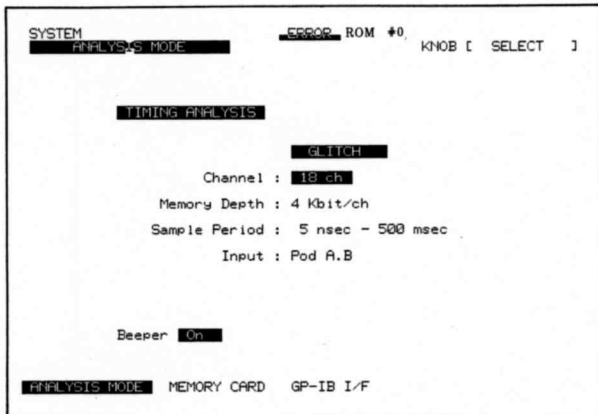 SYSTEM
ERROR ROM #0
ANALYSIS MODE
KNOB [ SELECT ]
TIMING ANALYSIS
GLITCH
Channel : 18 ch
Memory Depth : 4 Kbit/ch
Sample Period : 5 nsec - 500 msec
Input : Pod A.B
Beeper On
ANALYSIS MODE MEMORY CARD GP-IB I/F